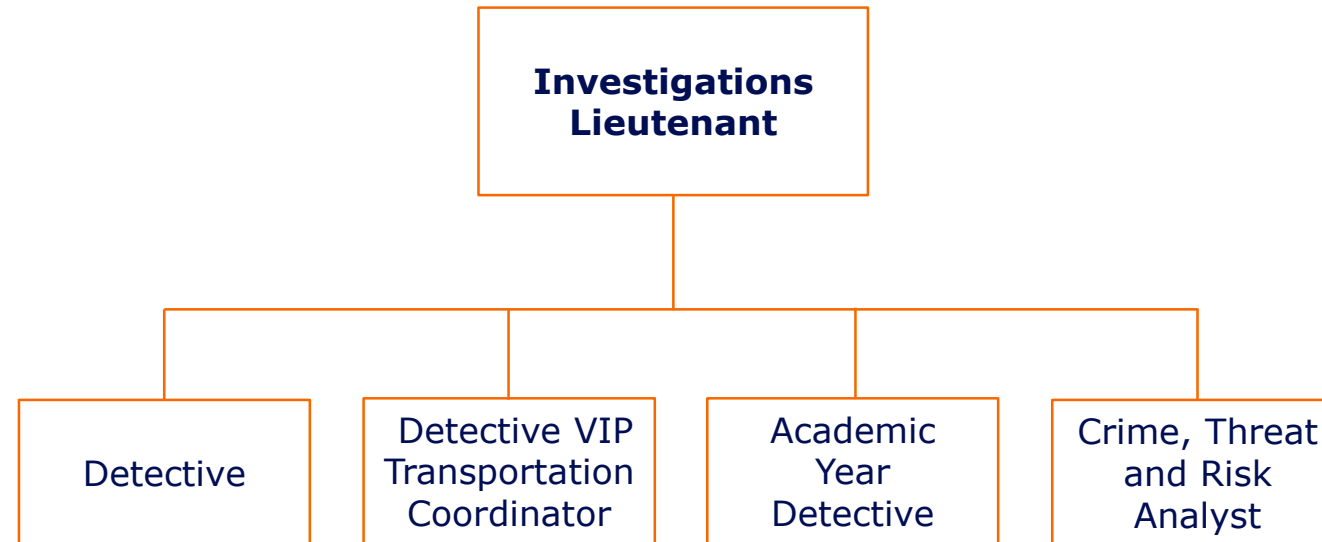 Investigations
Lieutenant
Detective
Detective VIP
Transportation
Coordinator
Academic
Year
Detective
Crime, Threat
and Risk
Analyst